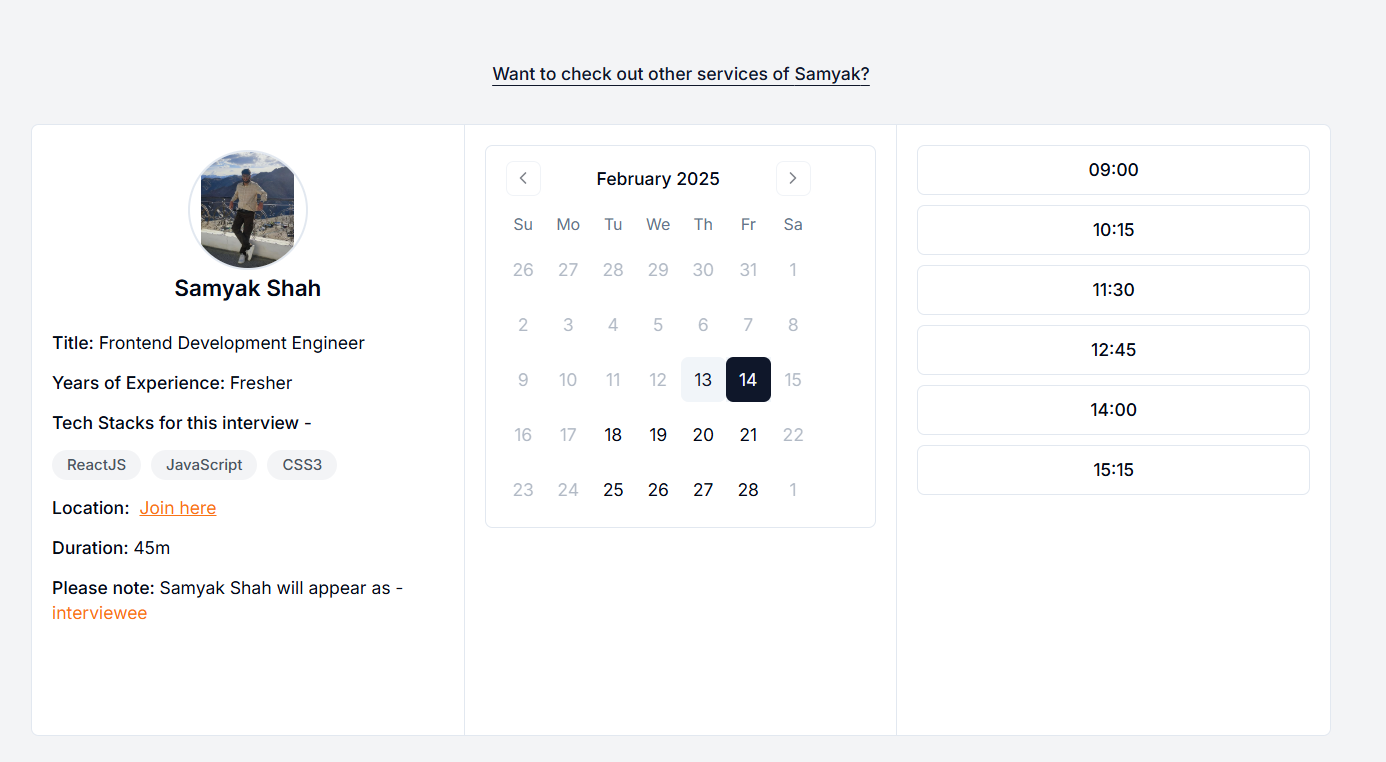 Want to check out other services of Samyak?
Samyak Shah
Title: Frontend Development Engineer
Years of Experience: Fresher
Tech Stacks for this interview -
ReactJS JavaScript CSS3
Location: Join here
Duration: 45m
Please note: Samyak Shah will appear as -
interviewee
February 2025
Su Mo Tu We Th Fr Sa
26 27 28 29 30 31 1
2 3 4 5 6 7 8
9 10 11 12 13 14 15
16 17 18 19 20 21 22
23 24 25 26 27 28 1
09:00
10:15
11:30
12:45
14:00
15:15